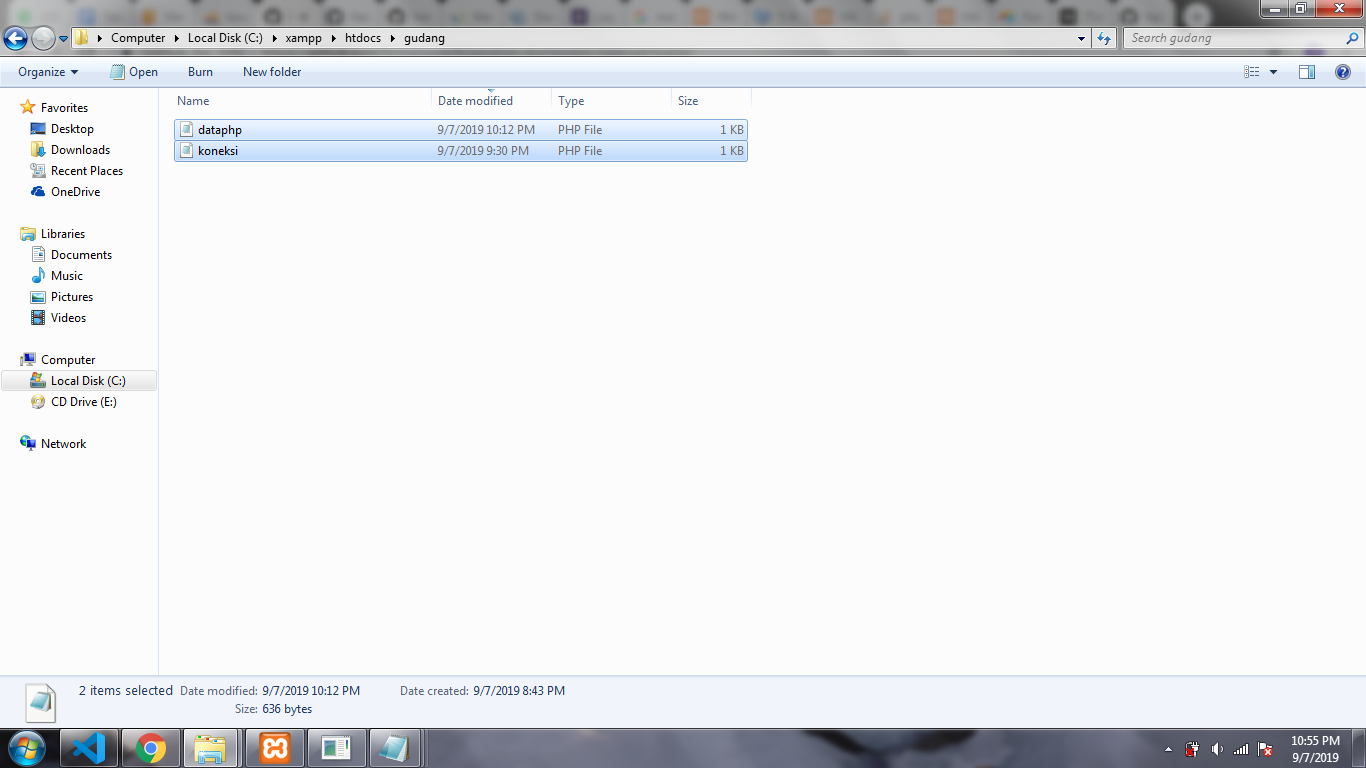 Computer Local Disk (C:) xampp htdocs gudang Search gudang
Organize Open Burn New folder
Name Date modified Type Size
Favorites
Desktop
Downloads
Recent Places
OneDrive
Libraries
Documents
Music
Pictures
Videos
Computer
Local Disk (C:)
CD Drive (E:)
Network
dataphp 9/7/2019 10:12 PM PHP File 1 KB
koneksi 9/7/2019 9:30 PM PHP File 1 KB
2 items selected Date modified: 9/7/2019 10:12 PM Date created: 9/7/2019 8:43 PM
Size: 636 bytes
10:55 PM
9/7/2019